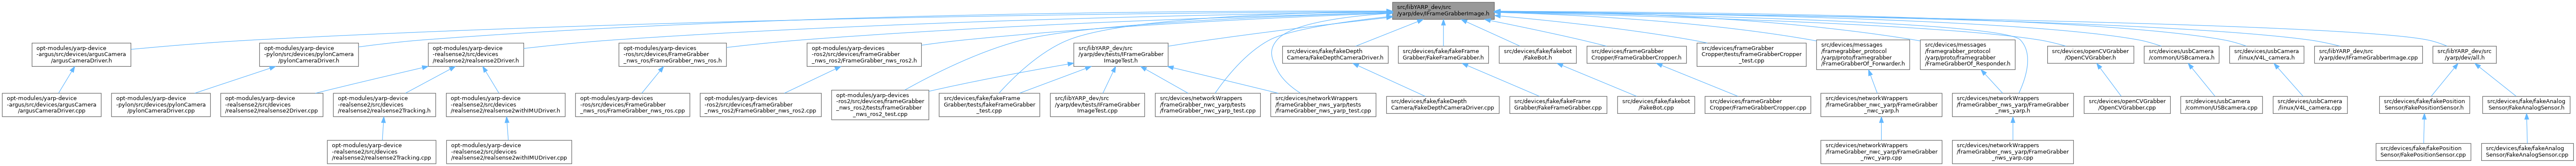 src/libYARP_dev/src
/yarp/dev/IFrameGrabberImage.h
opt-modules/yarp-device
-argus/src/devices/argusCamera
/argusCameraDriver.h
opt-modules/yarp-device
-pylon/src/devices/pylonCamera
/pylonCameraDriver.h
opt-modules/yarp-device
-realsense2/src/devices
/realsense2/realsense2Driver.h
opt-modules/yarp-devices
-ros/src/devices/FrameGrabber
_nws_ros/FrameGrabber_nws_ros.h
opt-modules/yarp-devices
-ros2/src/devices/frameGrabber
_nws_ros2/FrameGrabber_nws_ros2.h
src/libYARP_dev/src
/yarp/dev/tests/IFrameGrabber
ImageTest.h
src/devices/fake/fakeDepth
Camera/FakeDepthCameraDriver.h
src/devices/fake/fakeFrame
Grabber/FakeFrameGrabber.h
src/devices/fake/fakebot
/FakeBot.h
src/devices/frameGrabber
Cropper/FrameGrabberCropper.h
src/devices/frameGrabber
Cropper/tests/frameGrabberCropper
_test.cpp
src/devices/messages
/framegrabber_protocol
/yarp/proto/framegrabber
/FrameGrabberOf_Forwarder.h
src/devices/messages
/framegrabber_protocol
/yarp/proto/framegrabber
/FrameGrabberOf_Responder.h
src/devices/openCVGrabber
/OpenCVGrabber.h
src/devices/usbCamera
/common/USBcamera.h
src/devices/usbCamera
/linux/V4L_camera.h
src/libYARP_dev/src
/yarp/dev/IFrameGrabberImage.cpp
src/libYARP_dev/src
/yarp/dev/all.h
opt-modules/yarp-device
-argus/src/devices/argusCamera
/argusCameraDriver.cpp
opt-modules/yarp-device
-pylon/src/devices/pylonCamera
/pylonCameraDriver.cpp
opt-modules/yarp-device
-realsense2/src/devices
/realsense2/realsense2Driver.cpp
opt-modules/yarp-device
-realsense2/src/devices
/realsense2/realsense2Tracking.h
opt-modules/yarp-device
-realsense2/src/devices
/realsense2/realsense2withIMUDriver.h
opt-modules/yarp-devices
-ros/src/devices/FrameGrabber
_nws_ros/FrameGrabber_nws_ros.cpp
opt-modules/yarp-devices
-ros2/src/devices/frameGrabber
_nws_ros2/FrameGrabber_nws_ros2.cpp
opt-modules/yarp-devices
-ros2/src/devices/frameGrabber
_nws_ros2/tests/frameGrabber
_nws_ros2_test.cpp
src/devices/fake/fakeFrame
Grabber/tests/fakeFrameGrabber
_test.cpp
src/libYARP_dev/src
/yarp/dev/tests/IFrameGrabber
ImageTest.cpp
src/devices/networkWrappers
/frameGrabber_nwc_yarp/tests
/frameGrabber_nwc_yarp_test.cpp
src/devices/networkWrappers
/frameGrabber_nws_yarp/tests
/frameGrabber_nws_yarp_test.cpp
src/devices/fake/fakeDepth
Camera/FakeDepthCameraDriver.cpp
src/devices/fake/fakeFrame
Grabber/FakeFrameGrabber.cpp
src/devices/fake/fakebot
/FakeBot.cpp
src/devices/frameGrabber
Cropper/FrameGrabberCropper.cpp
src/devices/networkWrappers
/frameGrabber_nwc_yarp/FrameGrabber
_nwc_yarp.h
src/devices/networkWrappers
/frameGrabber_nws_yarp/FrameGrabber
_nws_yarp.h
src/devices/openCVGrabber
/OpenCVGrabber.cpp
src/devices/usbCamera
/common/USBcamera.cpp
src/devices/usbCamera
/linux/V4L_camera.cpp
src/devices/fake/fakePosition
Sensor/FakePositionSensor.h
src/devices/fake/fakeAnalog
Sensor/FakeAnalogSensor.h
opt-modules/yarp-device
-realsense2/src/devices
/realsense2/realsense2Tracking.cpp
opt-modules/yarp-device
-realsense2/src/devices
/realsense2/realsense2withIMUDriver.cpp
src/devices/networkWrappers
/frameGrabber_nwc_yarp/FrameGrabber
_nwc_yarp.cpp
src/devices/networkWrappers
/frameGrabber_nws_yarp/FrameGrabber
_nws_yarp.cpp
src/devices/fake/fakePosition
Sensor/FakePositionSensor.cpp
src/devices/fake/fakeAnalog
Sensor/FakeAnalogSensor.cpp